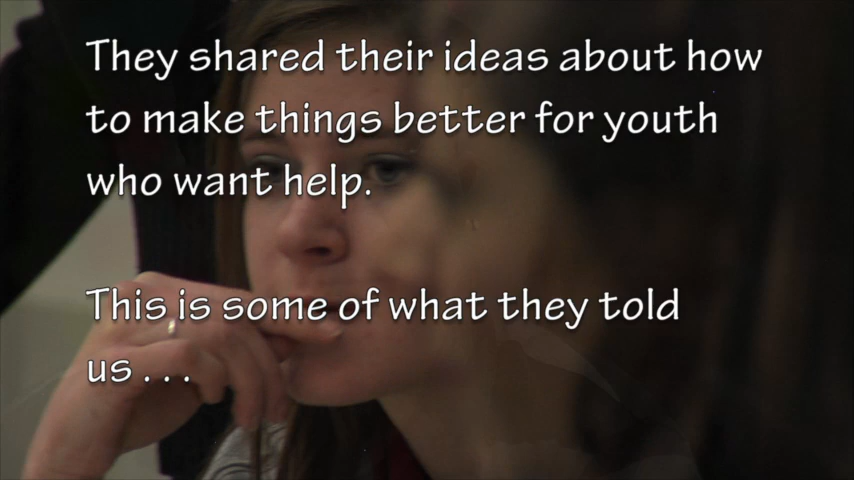 They shared their ideas about how
to make things better for youth
who want help.
This is some of what they told
us . . .